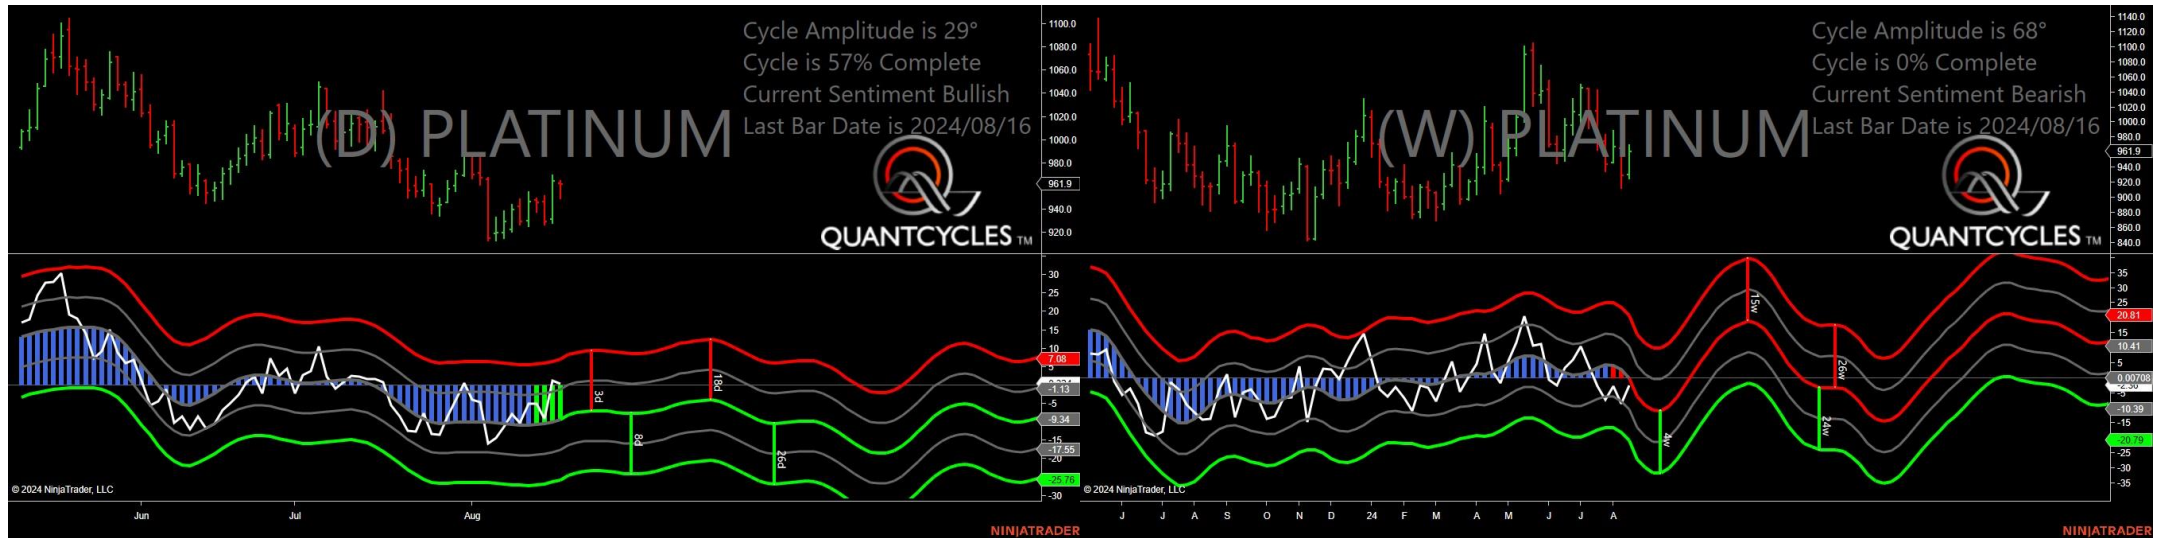 Cycle Amplitude is 29°
Cycle is 57% Complete
Current Sentiment Bullish
Last Bar Date is 2024/08/16
(D) PLATINUM
QUANTCYCLES TM
1100.0
1080.0
1060.0
1040.0
1020.0
1000.0
980.0
961.9
940.0
920.0
30
25
20
15
10
7.08
5
-1.13
-5
-9.34
-15
-17.55
-20
-25.76
-30
3d
8d
18d
26d
© 2024 NinjaTrader, LLC
Jun Jul Aug
NINJATRADER
Cycle Amplitude is 68°
Cycle is 0% Complete
Current Sentiment Bearish
Last Bar Date is 2024/08/16
(W) PLATINUM
QUANTCYCLES TM
1140.0
1120.0
1100.0
1080.0
1060.0
1040.0
1020.0
1000.0
980.0
961.9
940.0
920.0
900.0
880.0
860.0
840.0
35
30
25
20.81
15
10.41
5
0.00708
-5
-10.39
-15
-20.79
-25
-30
-35
4w
15w
24w
26w
© 2024 NinjaTrader, LLC
J J A S O N D 24 F M A M J J A
NINJATRADER